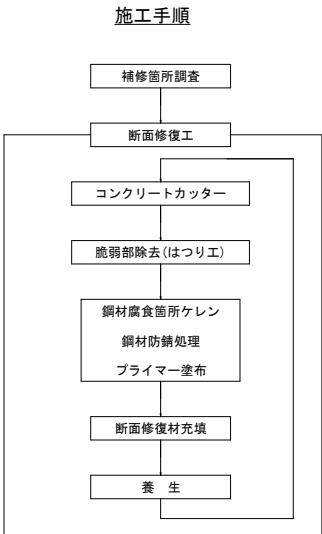 施工手順
補修箇所調査
断面修復工
コンクリートカッター
脆弱部除去(はつり工)
鋼材腐食箇所ケレン
鋼材防錆処理
プライマー塗布
断面修復材充填
養　生